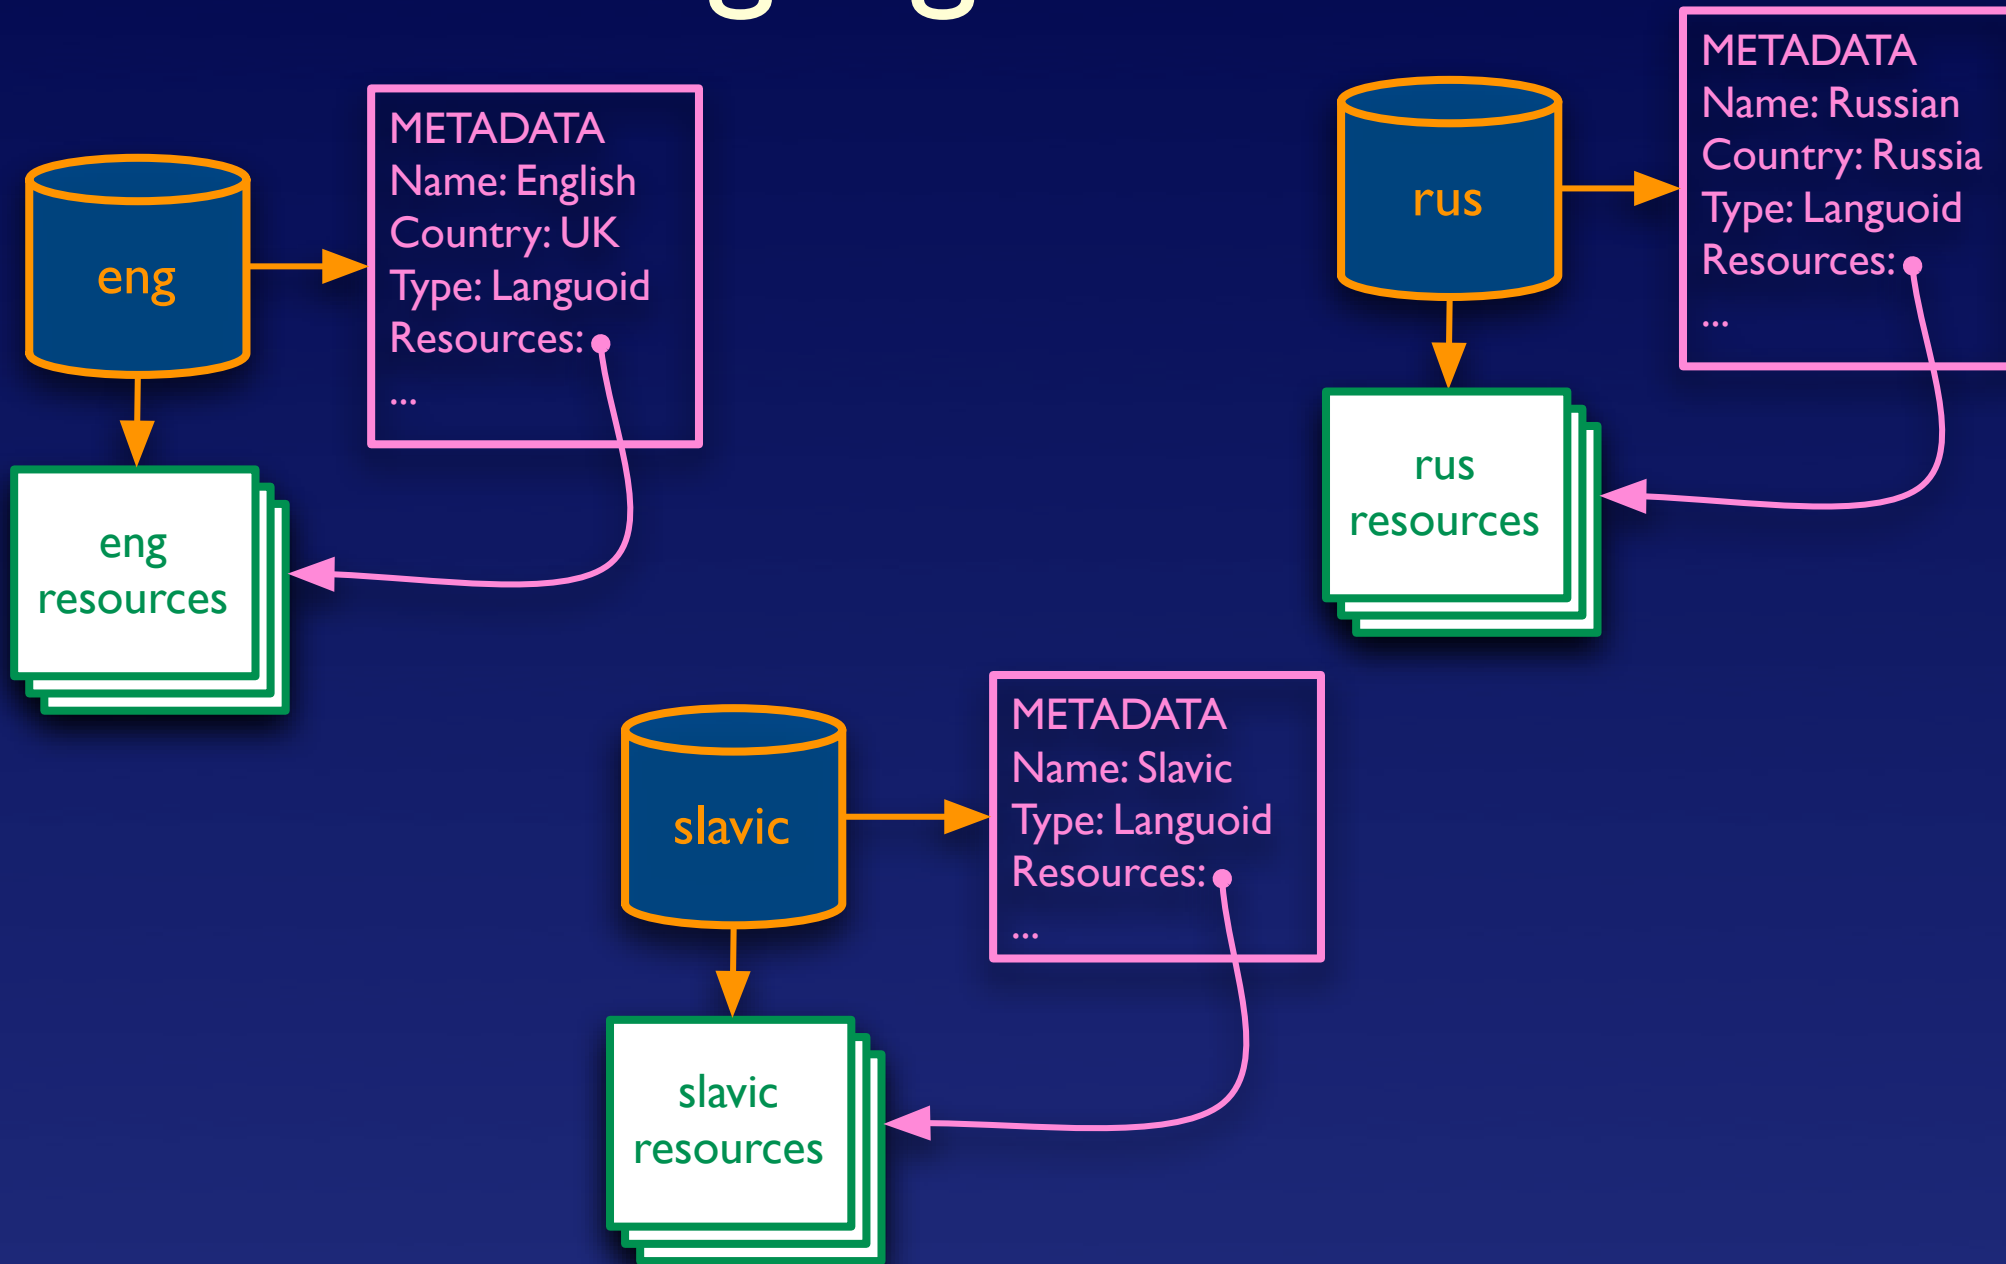 METADATA
Name: English
Country: UK
Type: Languoid
Resources:
...
eng
eng
resources
METADATA
Name: Russian
Country: Russia
Type: Languoid
Resources:
...
rus
rus
resources
METADATA
Name: Slavic
Type: Languoid
Resources:
...
slavic
slavic
resources